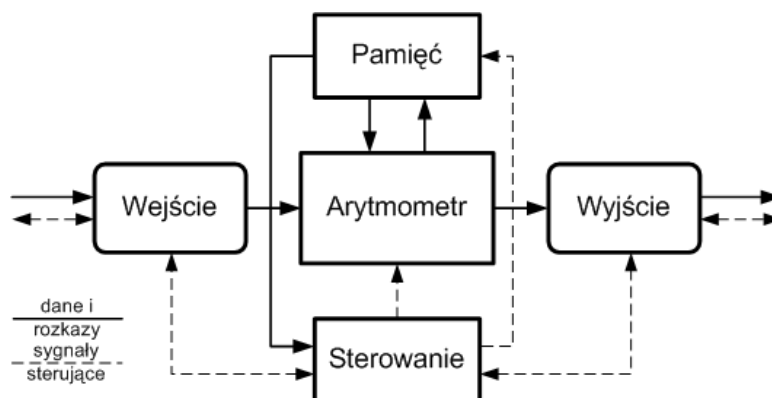 Pamięć
Wejście
Arytmometr
Wyjście
dane i
rozkazy
sygnały
sterujące
Sterowanie